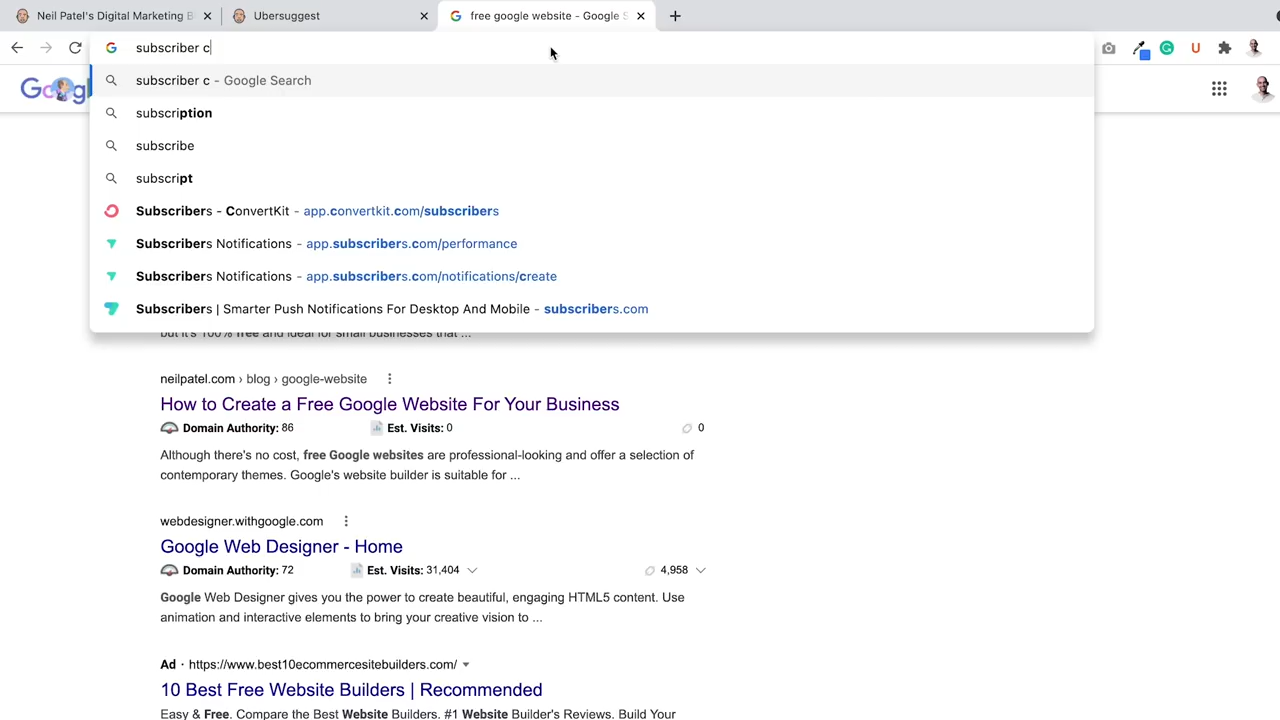 Neil Patel's Digital Marketing B
Ubersuggest
free google website - Google S
subscriber c
subscriber c - Google Search
subscription
subscribe
subscript
Subscribers - ConvertKit - app.convertkit.com/subscribers
Subscribers Notifications - app.subscribers.com/performance
Subscribers Notifications - app.subscribers.com/notifications/create
Subscribers | Smarter Push Notifications For Desktop And Mobile - subscribers.com
but it's 100% free and ideal for small businesses that ...
neilpatel.com › blog › google-website
How to Create a Free Google Website For Your Business
Domain Authority: 86 Est. Visits: 0 0
Although there's no cost, free Google websites are professional-looking and offer a selection of
contemporary themes. Google's website builder is suitable for ...
webdesigner.withgoogle.com
Google Web Designer - Home
Domain Authority: 72 Est. Visits: 31,404 4,958
Google Web Designer gives you the power to create beautiful, engaging HTML5 content. Use
animation and interactive elements to bring your creative vision to ...
Ad · https://www.best10ecommercesitebuilders.com/
10 Best Free Website Builders | Recommended
Easy & Free. Compare the Best Website Builders. #1 Website Builder's Reviews. Build Your